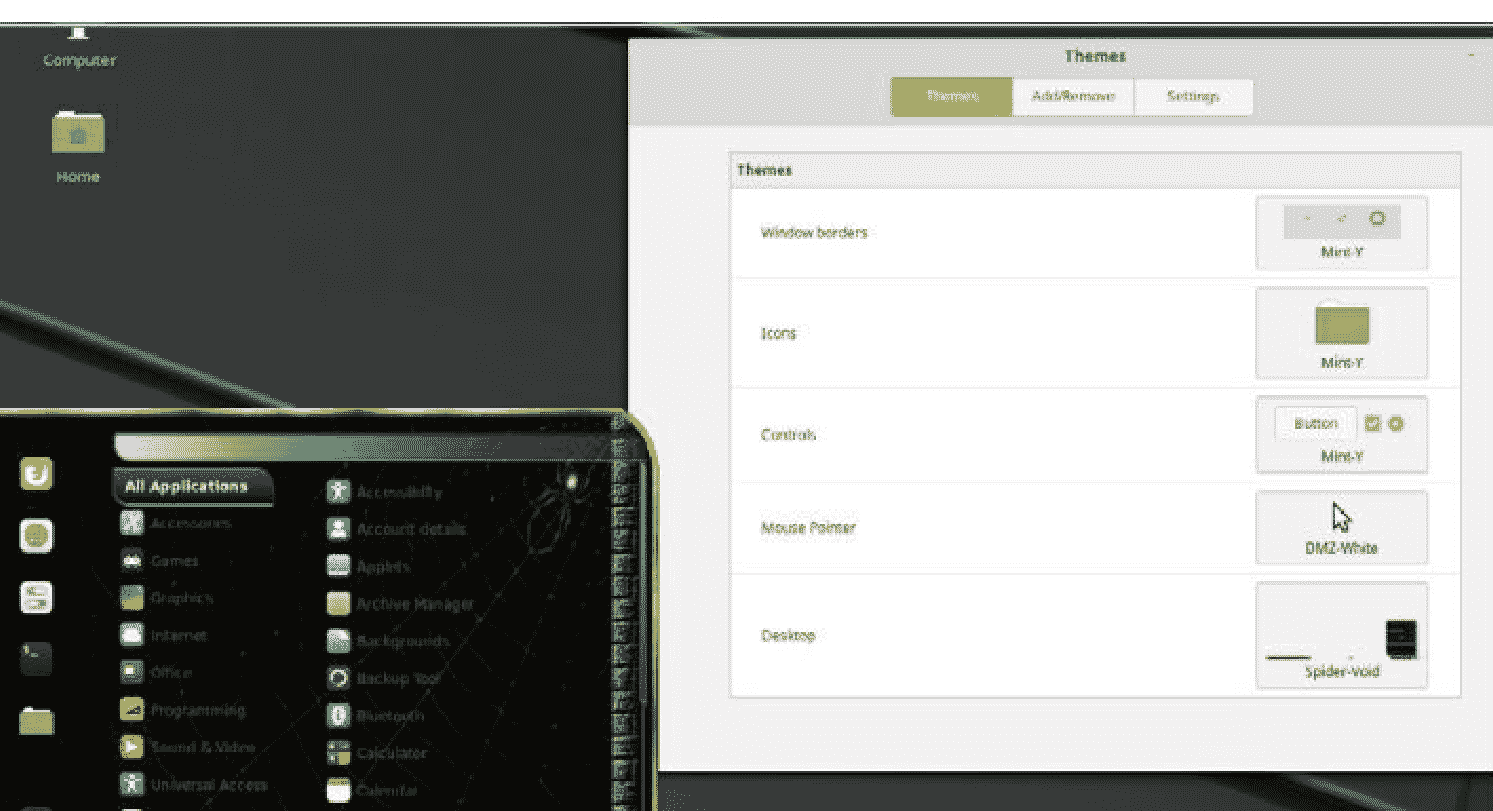 Computer
Home
Themes
Themes
Add/Remove
Settings
Themes
Window borders
Mint-Y
Icons
Mint-Y
Controls
Button
Mint-Y
Mouse Pointer
DMZ-White
Desktop
Spider-Void
All Applications
Accessories
Games
Graphics
Internet
Office
Programming
Sound & Video
Universal Access
Accessibility
Account details
Applets
Archive Manager
Backgrounds
Backup Tool
Bluetooth
Calculator
Calendar